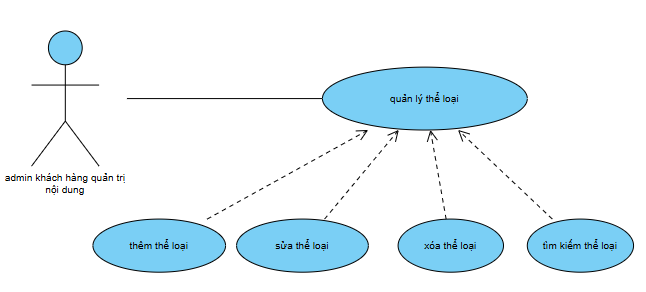 quản lý thể loại
admin khách hàng quản trị
nội dung
thêm thể loại
sửa thể loại
xóa thể loại
tìm kiếm thể loại